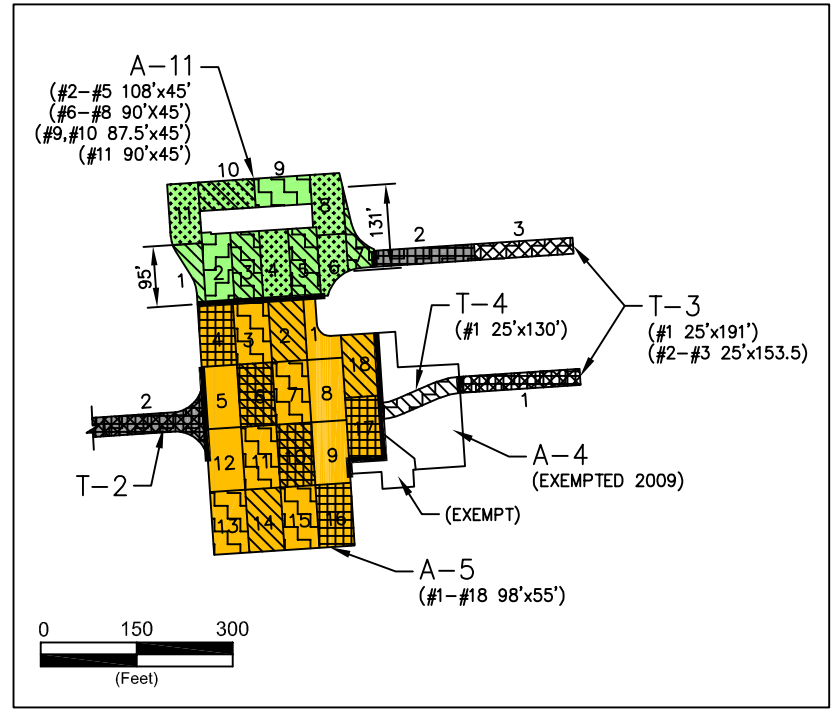 A-11
(#2-#5 108'x45'
(#6-#8 90'X45')
(#9,#10 87.5'x45')
(#11 90'x45')
10
9
11
8
131'
95'
1
2
3
4
5
6
7
2
3
T-4
(#1 25'x130')
T-3
(#1 25'x191')
(#2-#3 25'x153.5)
4
3
2
1
18
5
6
7
8
2
1
17
12
11
10
9
A-4
(EXEMPTED 2009)
T-2
(EXEMPT)
13
14
15
16
A-5
(#1-#18 98'x55')
0
150
300
(Feet)